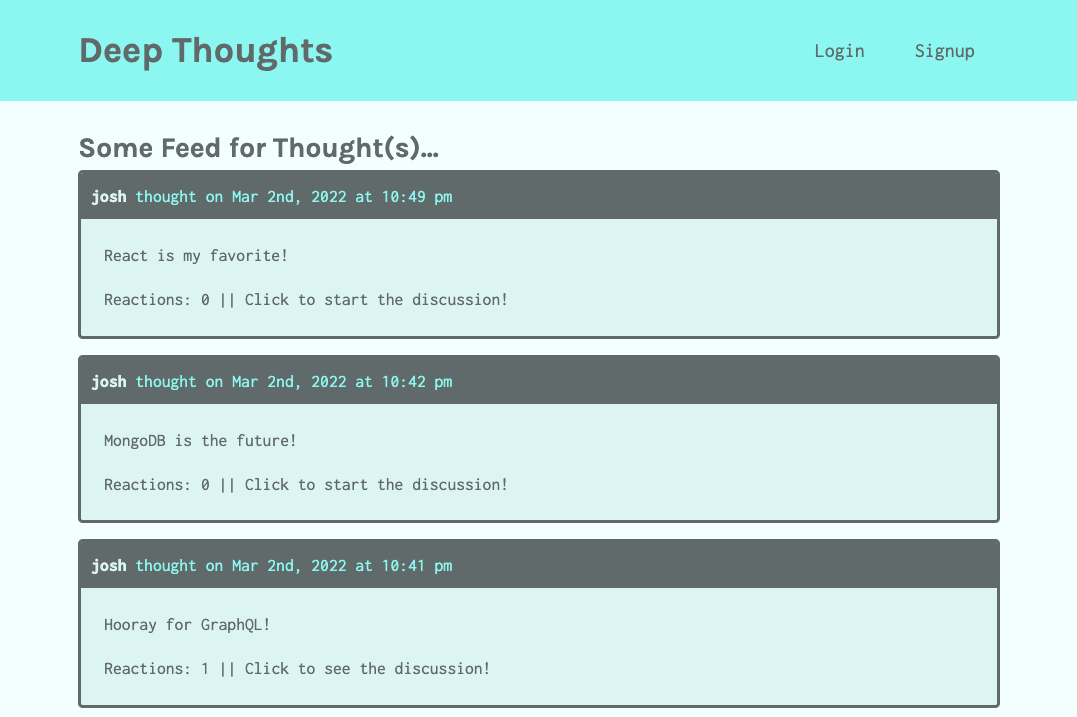 Deep Thoughts
Login Signup
Some Feed for Thought(s)...
josh thought on Mar 2nd, 2022 at 10:49 pm
React is my favorite!
Reactions: 0 || Click to start the discussion!
josh thought on Mar 2nd, 2022 at 10:42 pm
MongoDB is the future!
Reactions: 0 || Click to start the discussion!
josh thought on Mar 2nd, 2022 at 10:41 pm
Hooray for GraphQL!
Reactions: 1 || Click to see the discussion!